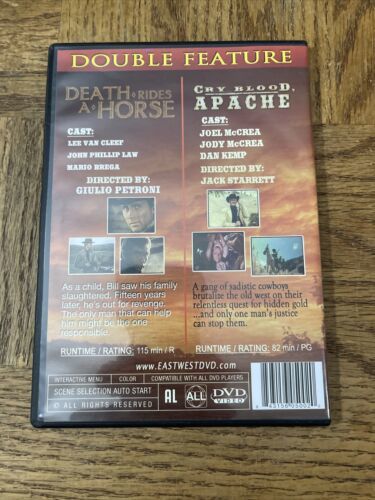 DOUBLE FEATURE
DEATH RIDES
A HORSE
CAST:
LEE VAN CLEEF
JOHN PHILLIP LAW
MARIO BREGA
DIRECTED BY:
GIULIO PETRONI
As a child, Bill saw his family
slaughtered. Fifteen years
later, he's out for revenge.
The only man that can help
him might be the one
responsible.
RUNTIME / RATING: 115 min / R
CRY BLOOD,
APACHE
CAST:
JOEL McCREA
JODY McCREA
DAN KEMP
DIRECTED BY:
JACK STARRETT
A gang of sadistic cowboys
brutalize the old west on their
relentless quest for hidden gold
...and only one man's justice
can stop them.
RUNTIME / RATING: 82 min / PG
WWW.EASTWESTDVD.COM
INTERACTIVE MENU COLOR COMPATIBLE WITH ALL DVD PLAYERS
SCENE SELECTION AUTO START
© ALL RIGHTS RESERVED
AL
ALL
DVD
VIDEO
43156 05002